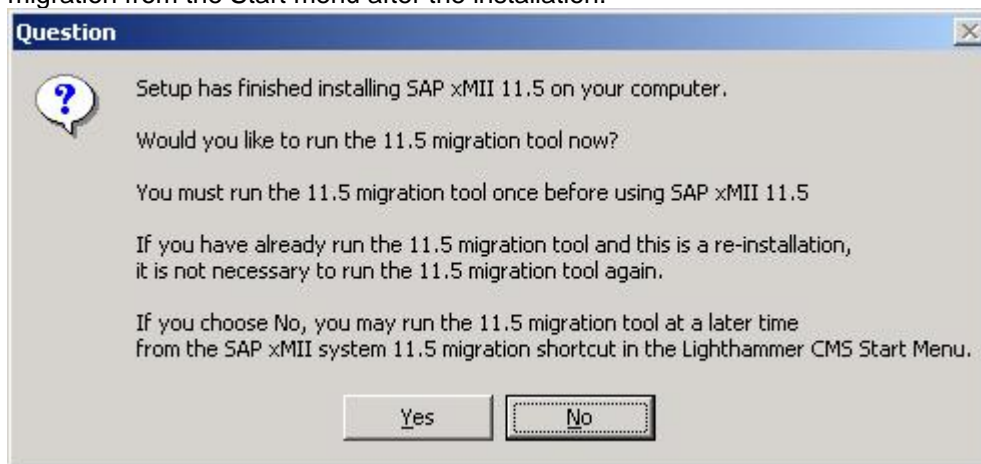 migration from the Start menu after the installation.
Question
Setup has finished installing SAP xMII 11.5 on your computer.
Would you like to run the 11.5 migration tool now?
You must run the 11.5 migration tool once before using SAP xMII 11.5
If you have already run the 11.5 migration tool and this is a re-installation,
it is not necessary to run the 11.5 migration tool again.
If you choose No, you may run the 11.5 migration tool at a later time
from the SAP xMII system 11.5 migration shortcut in the Lighthammer CMS Start Menu.
Yes
No